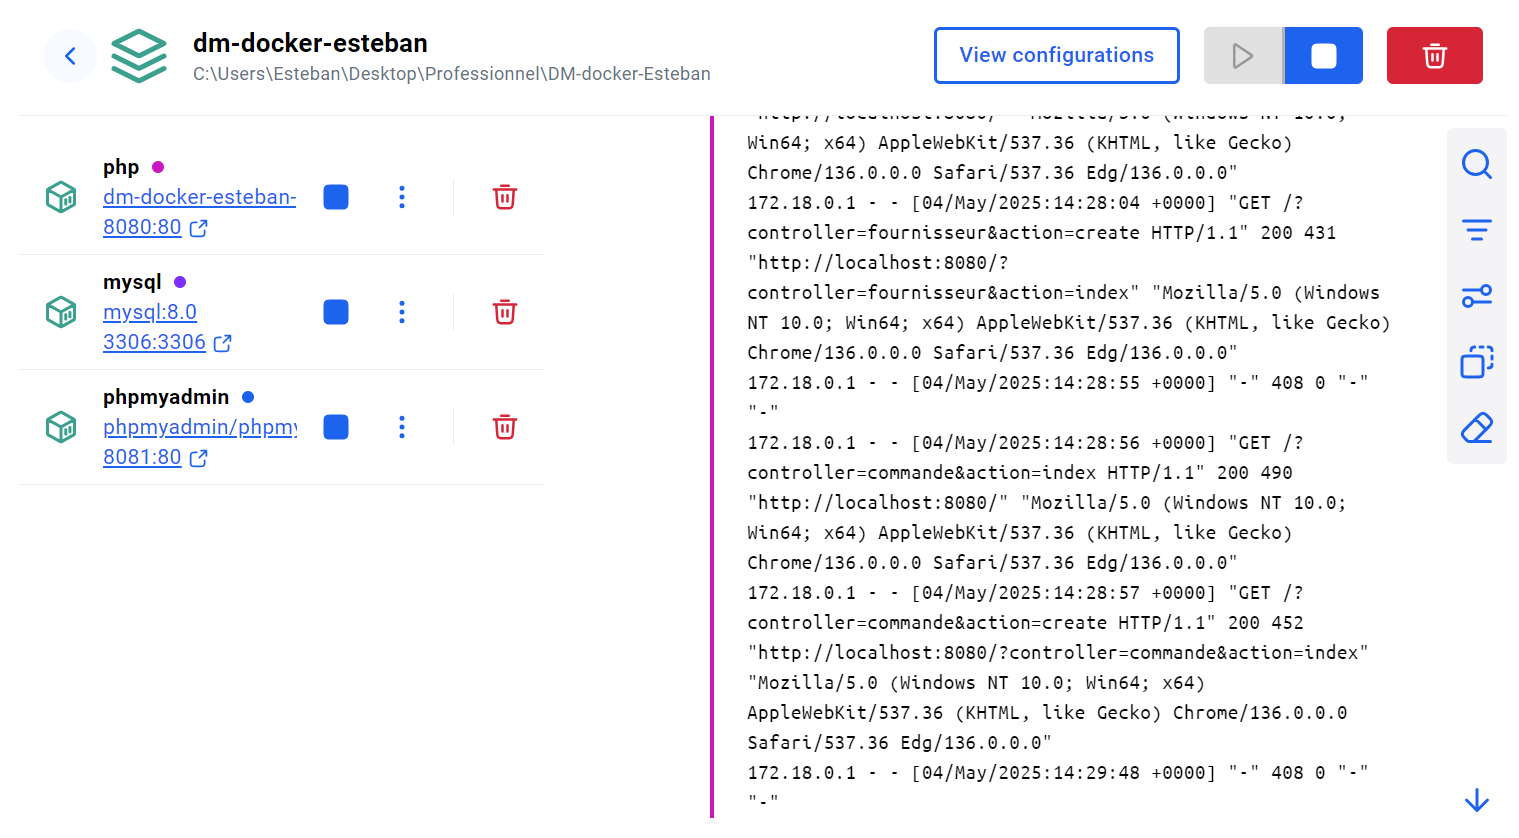 dm-docker-esteban
C:\Users\Esteban\Desktop\Professionnel\DM-docker-Esteban
View configurations
php
dm-docker-esteban-
8080:80
mysql
mysql:8.0
3306:3306
phpmyadmin
phpmyadmin/phpmy
8081:80
"http://localhost:8080/" "Mozilla/5.0 (Windows NT 10.0;
Win64; x64) AppleWebKit/537.36 (KHTML, like Gecko)
Chrome/136.0.0.0 Safari/537.36 Edg/136.0.0.0"
172.18.0.1 - - [04/May/2025:14:28:04 +0000] "GET /?
controller=fournisseur&action=create HTTP/1.1" 200 431
"http://localhost:8080/?
controller=fournisseur&action=index" "Mozilla/5.0 (Windows
NT 10.0; Win64; x64) AppleWebKit/537.36 (KHTML, like Gecko)
Chrome/136.0.0.0 Safari/537.36 Edg/136.0.0.0"
172.18.0.1 - - [04/May/2025:14:28:55 +0000] "-" 408 0 "-"
"-"
172.18.0.1 - - [04/May/2025:14:28:56 +0000] "GET /?
controller=commande&action=index HTTP/1.1" 200 490
"http://localhost:8080/" "Mozilla/5.0 (Windows NT 10.0;
Win64; x64) AppleWebKit/537.36 (KHTML, like Gecko)
Chrome/136.0.0.0 Safari/537.36 Edg/136.0.0.0"
172.18.0.1 - - [04/May/2025:14:28:57 +0000] "GET /?
controller=commande&action=create HTTP/1.1" 200 452
"http://localhost:8080/?controller=commande&action=index"
"Mozilla/5.0 (Windows NT 10.0; Win64; x64)
AppleWebKit/537.36 (KHTML, like Gecko) Chrome/136.0.0.0
Safari/537.36 Edg/136.0.0.0"
172.18.0.1 - - [04/May/2025:14:29:48 +0000] "-" 408 0 "-"
"-"